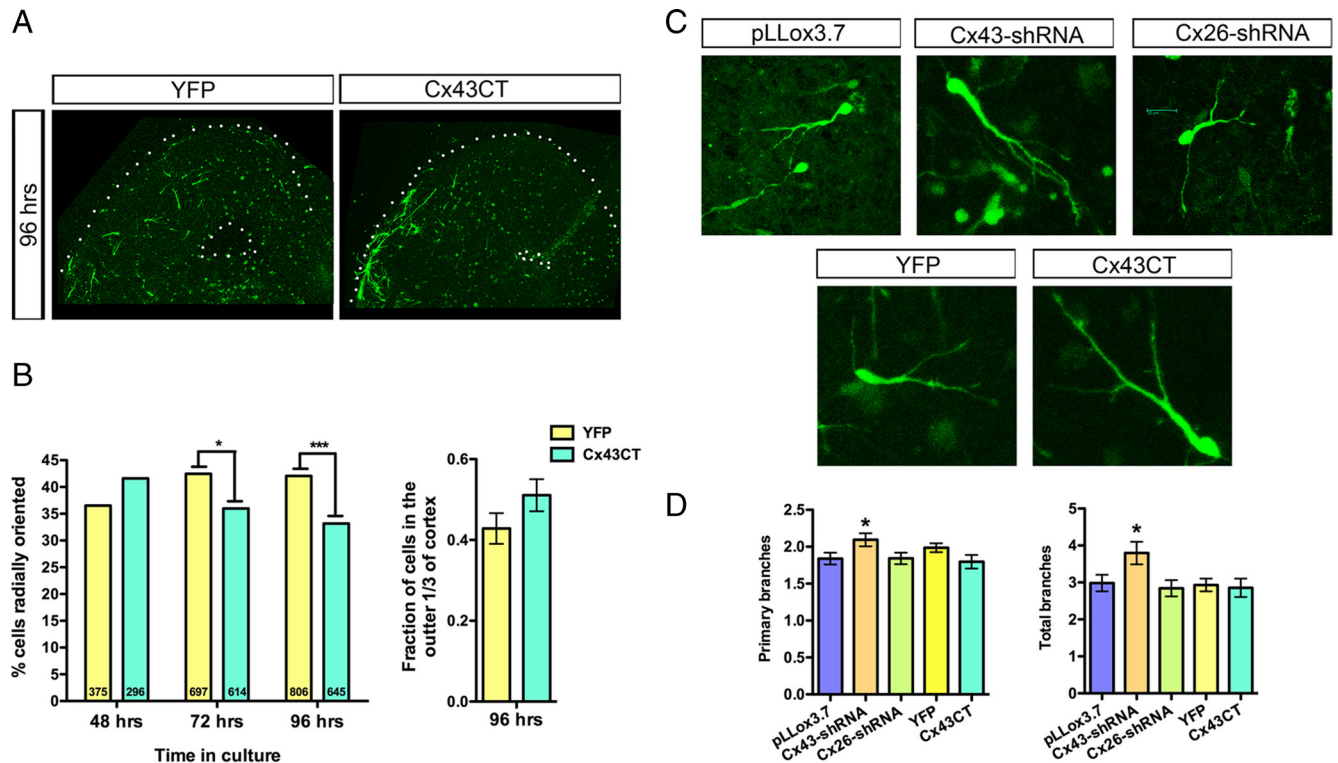 A
YFP
Cx43CT
96 hrs
B
YFP
Cx43CT
% cells radially oriented
45
40
35
30
25
20
15
10
5
0
375
296
697
614
806
645
*
***
48 hrs
72 hrs
96 hrs
Time in culture
Fraction of cells in the
outter 1/3 of cortex
0.6
0.4
0.2
0.0
96 hrs
C
pLLox3.7
Cx43-shRNA
Cx26-shRNA
YFP
Cx43CT
D
Primary branches
2.5
2.0
1.5
1.0
0.5
0.0
*
pLLox3.7
Cx43-shRNA
Cx26-shRNA
YFP
Cx43CT
Total branches
5
4
3
2
1
0
*
pLLox3.7
Cx43-shRNA
Cx26-shRNA
YFP
Cx43CT